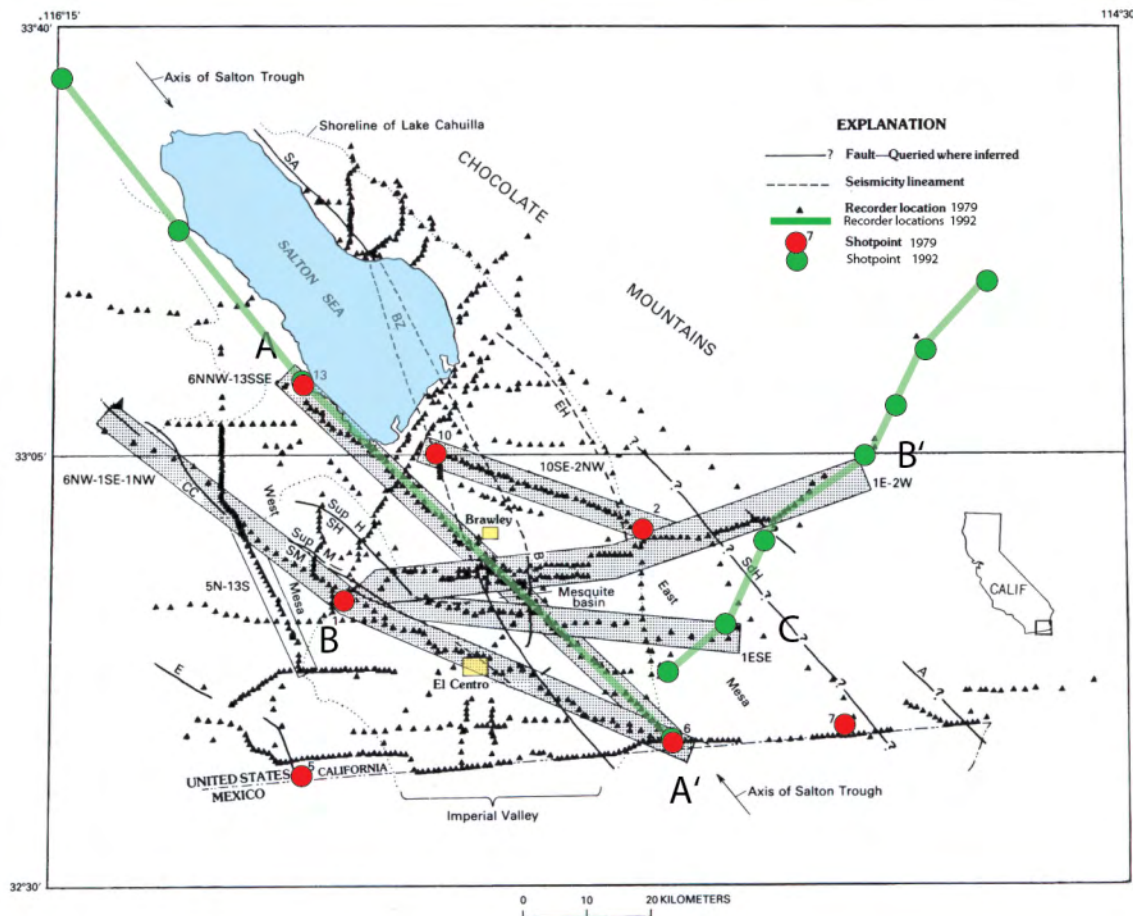 116°15'
114°30'
33°40'
Axis of Salton Trough
Shoreline of Lake Cahuilla
SA
CHOCOLATE
EXPLANATION
? Fault—Queried where inferred
Seismicity lineament
Recorder location 1979
Recorder locations 1992
7 Shotpoint 1979
Shotpoint 1992
SALTON SEA
MOUNTAINS
BZ
A
13
6NNW-13SSE
EH
?
10
33°05'
?
B'
6NW-1SE-1NW
10SE-2NW
1E-2W
CC
West
Sup H
SH
2
Brawley
?
Sup M
SM
B
SdH
?
CALIF
5N-13S
Mesa
Mesquite
basin
East
1
B
C
1ESE
E
El Centro
I
Mesa
A
?
?
6
7
?
?
5
UNITED STATES
CALIFORNIA
MEXICO
A'
Axis of Salton Trough
Imperial Valley
32°30'
0 10 20 KILOMETERS